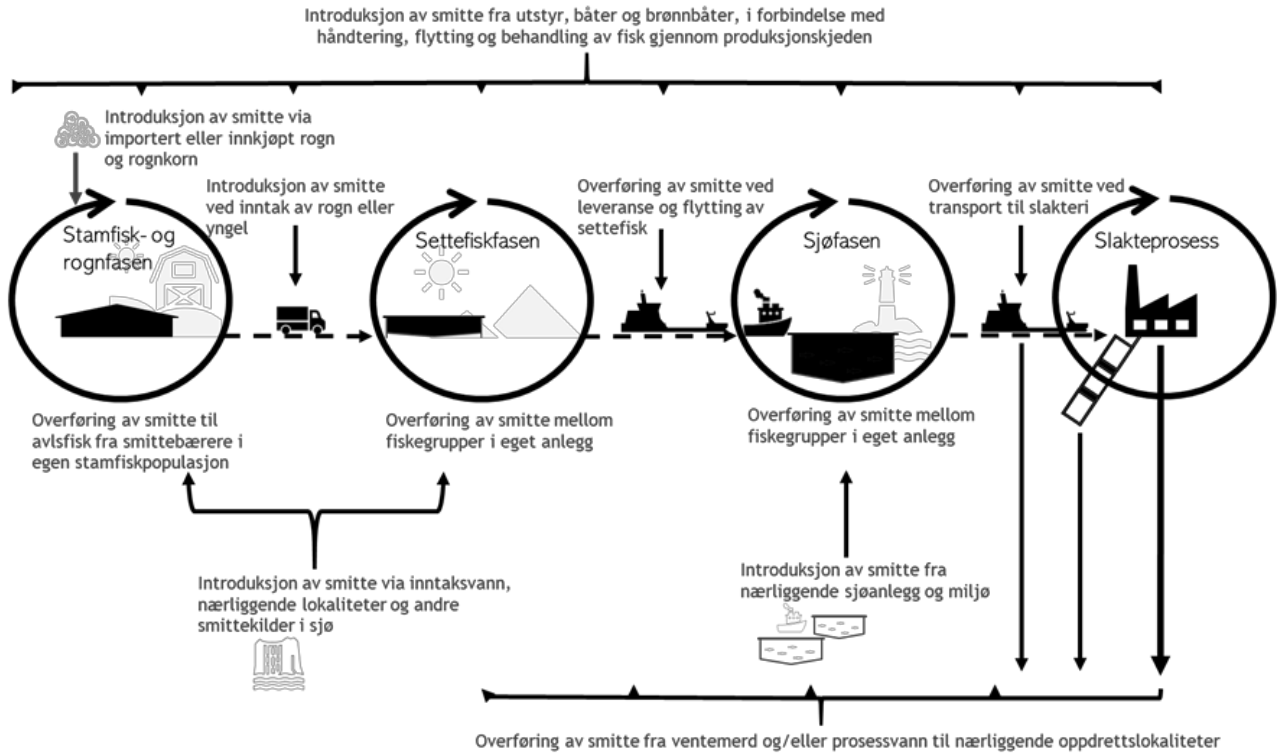 Introduksjon av smitte fra utstyr, båter og brønnbåter, i forbindelse med
håndtering, flytting og behandling av fisk gjennom produksjonskjeden
Introduksjon av smitte via
importert eller innkjøpt rogn
og rognkorn
Introduksjon av smitte
ved inntak av rogn eller
yngel
Overføring av smitte ved
leveranse og flytting av
settefisk
Overføring av smitte ved
transport til slakteri
Stamfisk- og
rognfasen
Settefiskfasen
Sjøfasen
Slakteprosess
Overføring av smitte til
avlsfisk fra smittebærere i
egen stamfiskpopulasjon
Overføring av smitte mellom
fiskegrupper i eget anlegg
Overføring av smitte mellom
fiskegrupper i eget anlegg
Introduksjon av smitte via inntaksvann,
nærliggende lokaliteter og andre
smittekilder i sjø
Introduksjon av smitte fra
nærliggende sjøanlegg og miljø
Overføring av smitte fra ventemerd og/eller prosessvann til nærliggende oppdrettslokaliteter